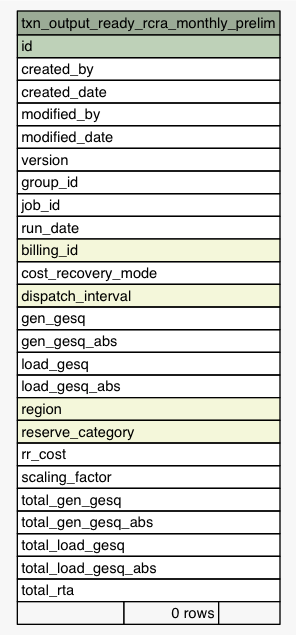 txn_output_ready_rcra_monthly_prelim
id
created_by
created_date
modified_by
modified_date
version
group_id
job_id
run_date
billing_id
cost_recovery_mode
dispatch_interval
gen_gesq
gen_gesq_abs
load_gesq
load_gesq_abs
region
reserve_category
rr_cost
scaling_factor
total_gen_gesq
total_gen_gesq_abs
total_load_gesq
total_load_gesq_abs
total_rta
0 rows